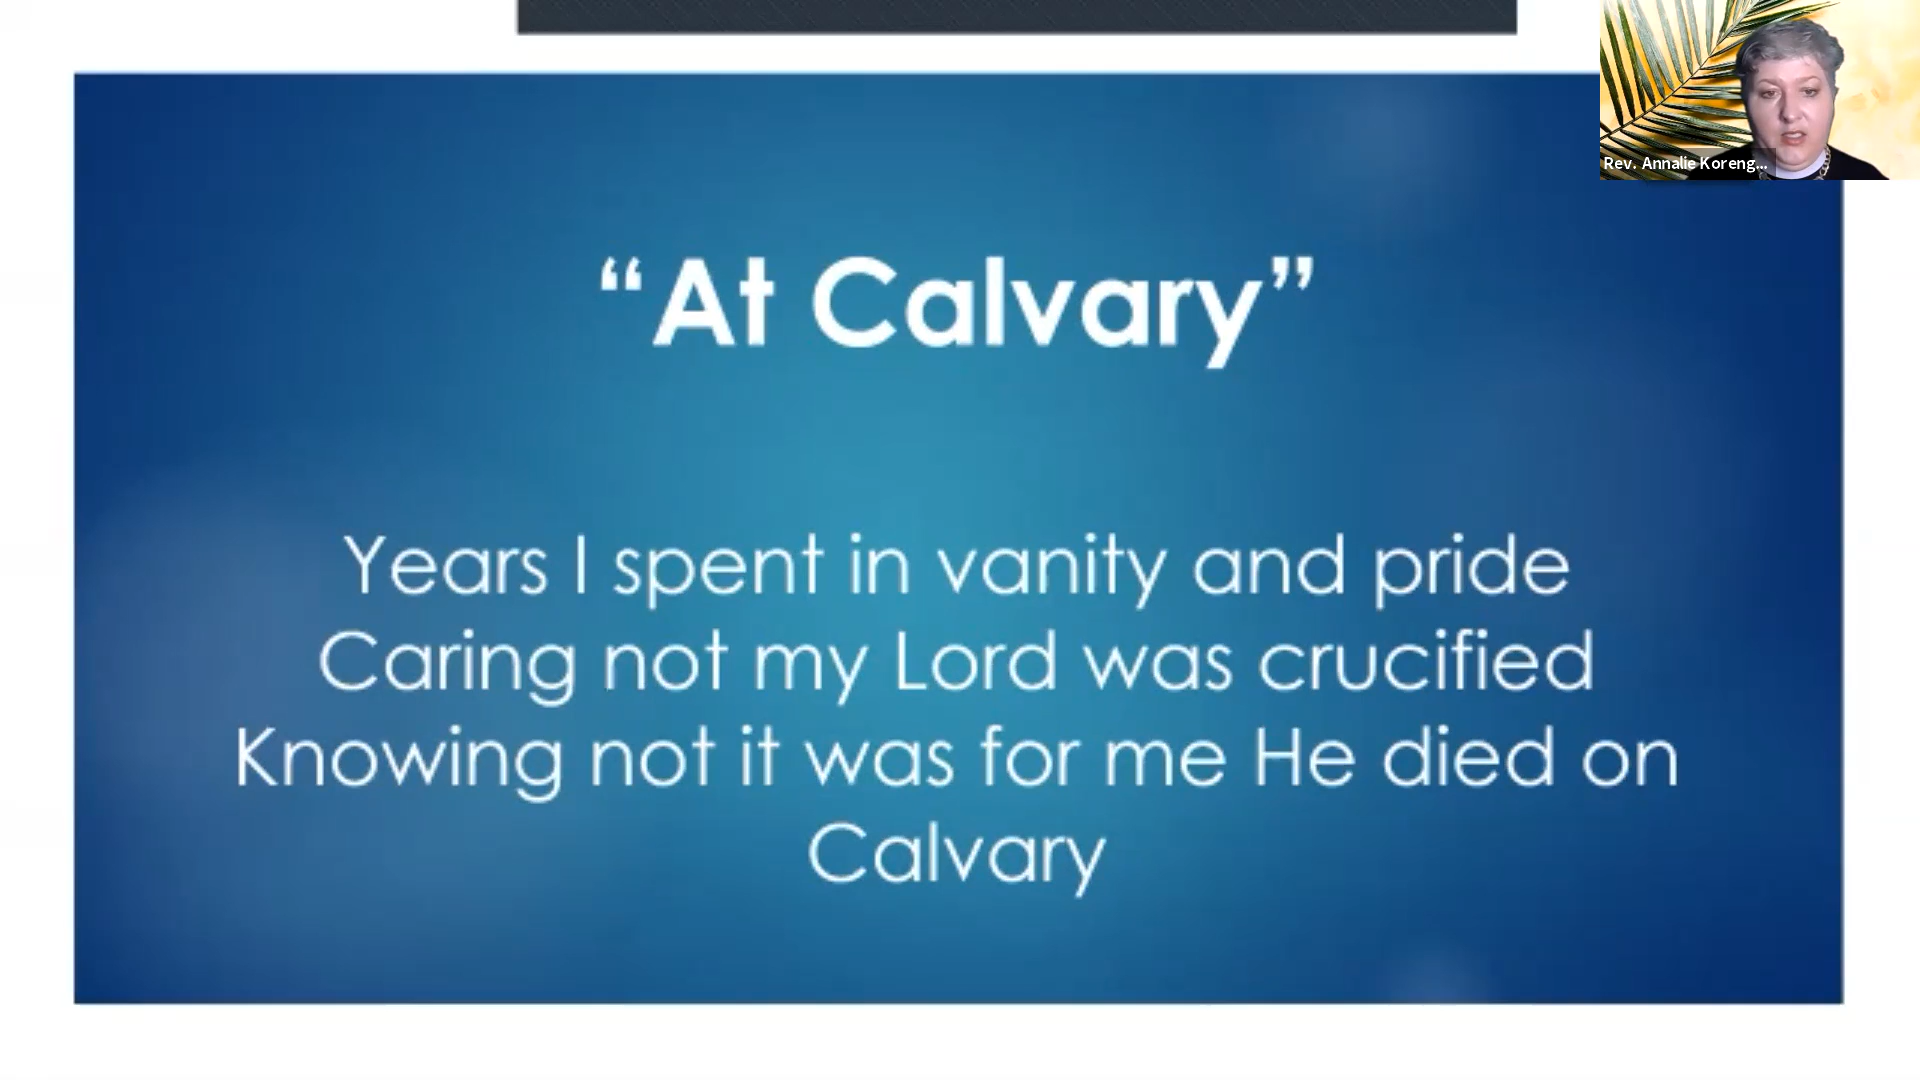 Rev. Annalie Koreng...
“At Calvary”
Years I spent in vanity and pride
Caring not my Lord was crucified
Knowing not it was for me He died on
Calvary